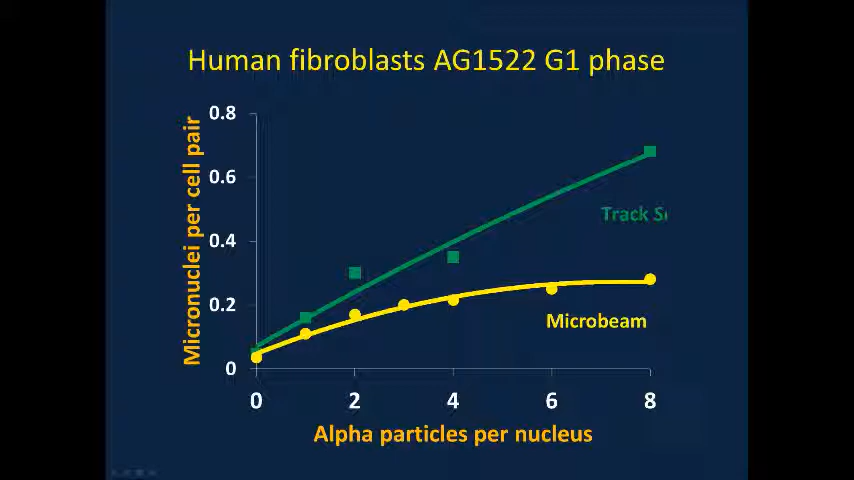 Human fibroblasts AG1522 G1 phase
Micronuclei per cell pair
0.8
0.6
0.4
0.2
0
Track
Microbeam
0 2 4 6 8
Alpha particles per nucleus